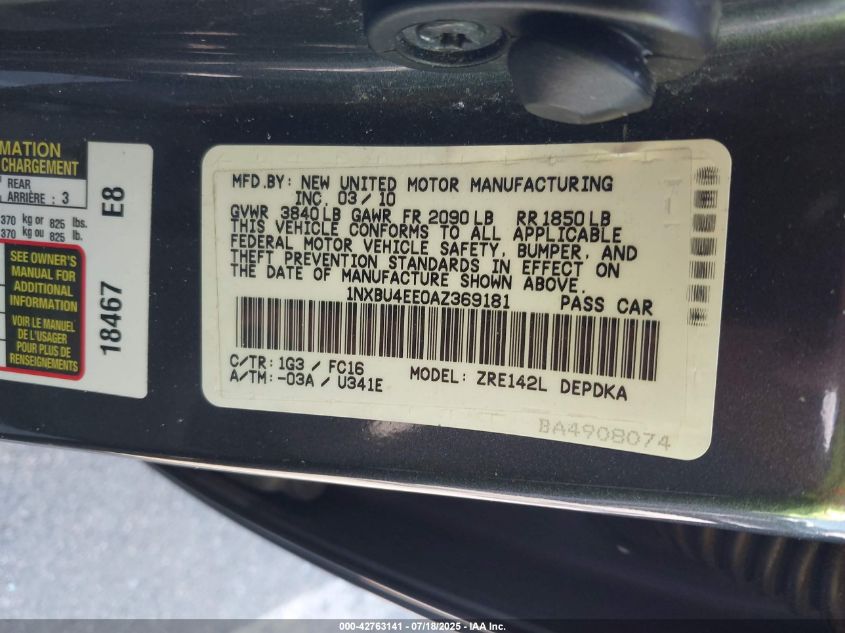 MATION
CHARGEMENT
REAR
ARRIÈRE : 3
370 kg or 825 lbs.
370 kg ou 825 lb.
SEE OWNER'S
MANUAL FOR
ADDITIONAL
INFORMATION
VOIR LE MANUEL
DE L'USAGER
POUR PLUS DE
RENSEIGNEMENTS
18467 E8
MFD.BY: NEW UNITED MOTOR MANUFACTURING
INC. 03/10
GVWR 3840LB GAWR FR 2090LB RR1850LB
THIS VEHICLE CONFORMS TO ALL APPLICABLE
FEDERAL MOTOR VEHICLE SAFETY, BUMPER, AND
THEFT PREVENTION STANDARDS IN EFFECT ON
THE DATE OF MANUFACTURE SHOWN ABOVE.
1NXBU4EE0AZ369181 PASS CAR
C/TR: 1G3 / FC16
A/TM: -03A / U341E
MODEL: ZRE142L DEPDKA
BA4908074
000-42763141 - 07/18/2025 - IAA Inc.